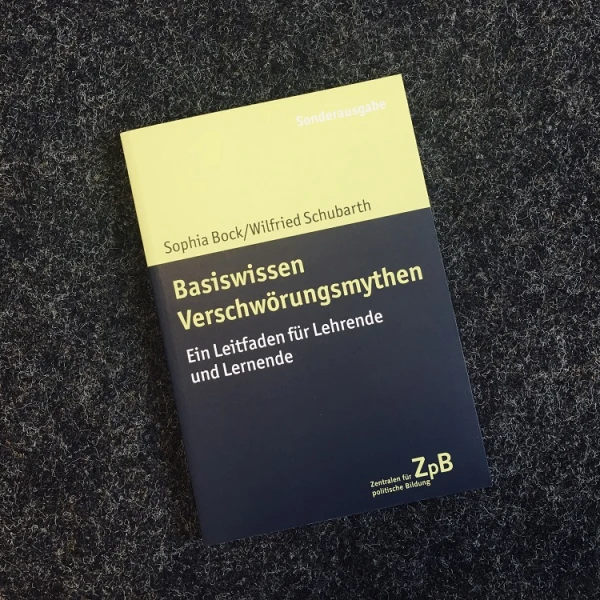 Sonderausgabe
Sophia Bock/Wilfried Schubarth
Basiswissen
Verschwörungsmythen
Ein Leitfaden für Lehrende
und Lernende
Zentralen für
politische Bildung
ZpB